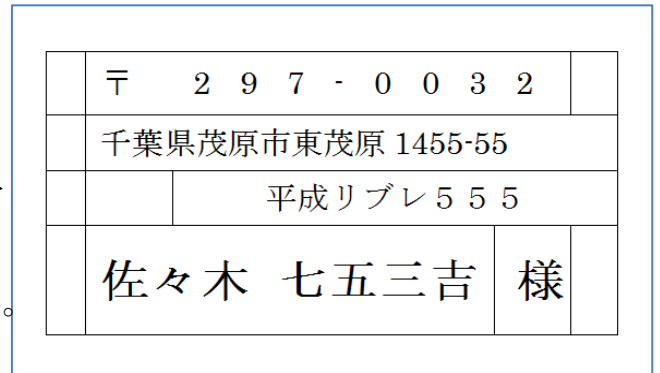 〒 297-0032
千葉県茂原市東茂原 1455-55
平成リブレ５５５
佐々木 七五三吉 様
。